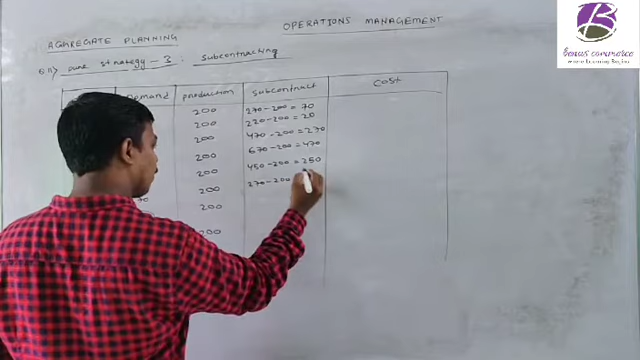 OPERATIONS MANAGEMENT
AGGREGATE PLANNING
Pure strategy - 3. Subcontracting
Demand production subcontract Cost
200 270-200 = 70
200 220-200 = 20
200 470-200 = 270
200 670-200 = 470
200 450-200 = 250
200 270-200
70 200
200
B
bonus commerce